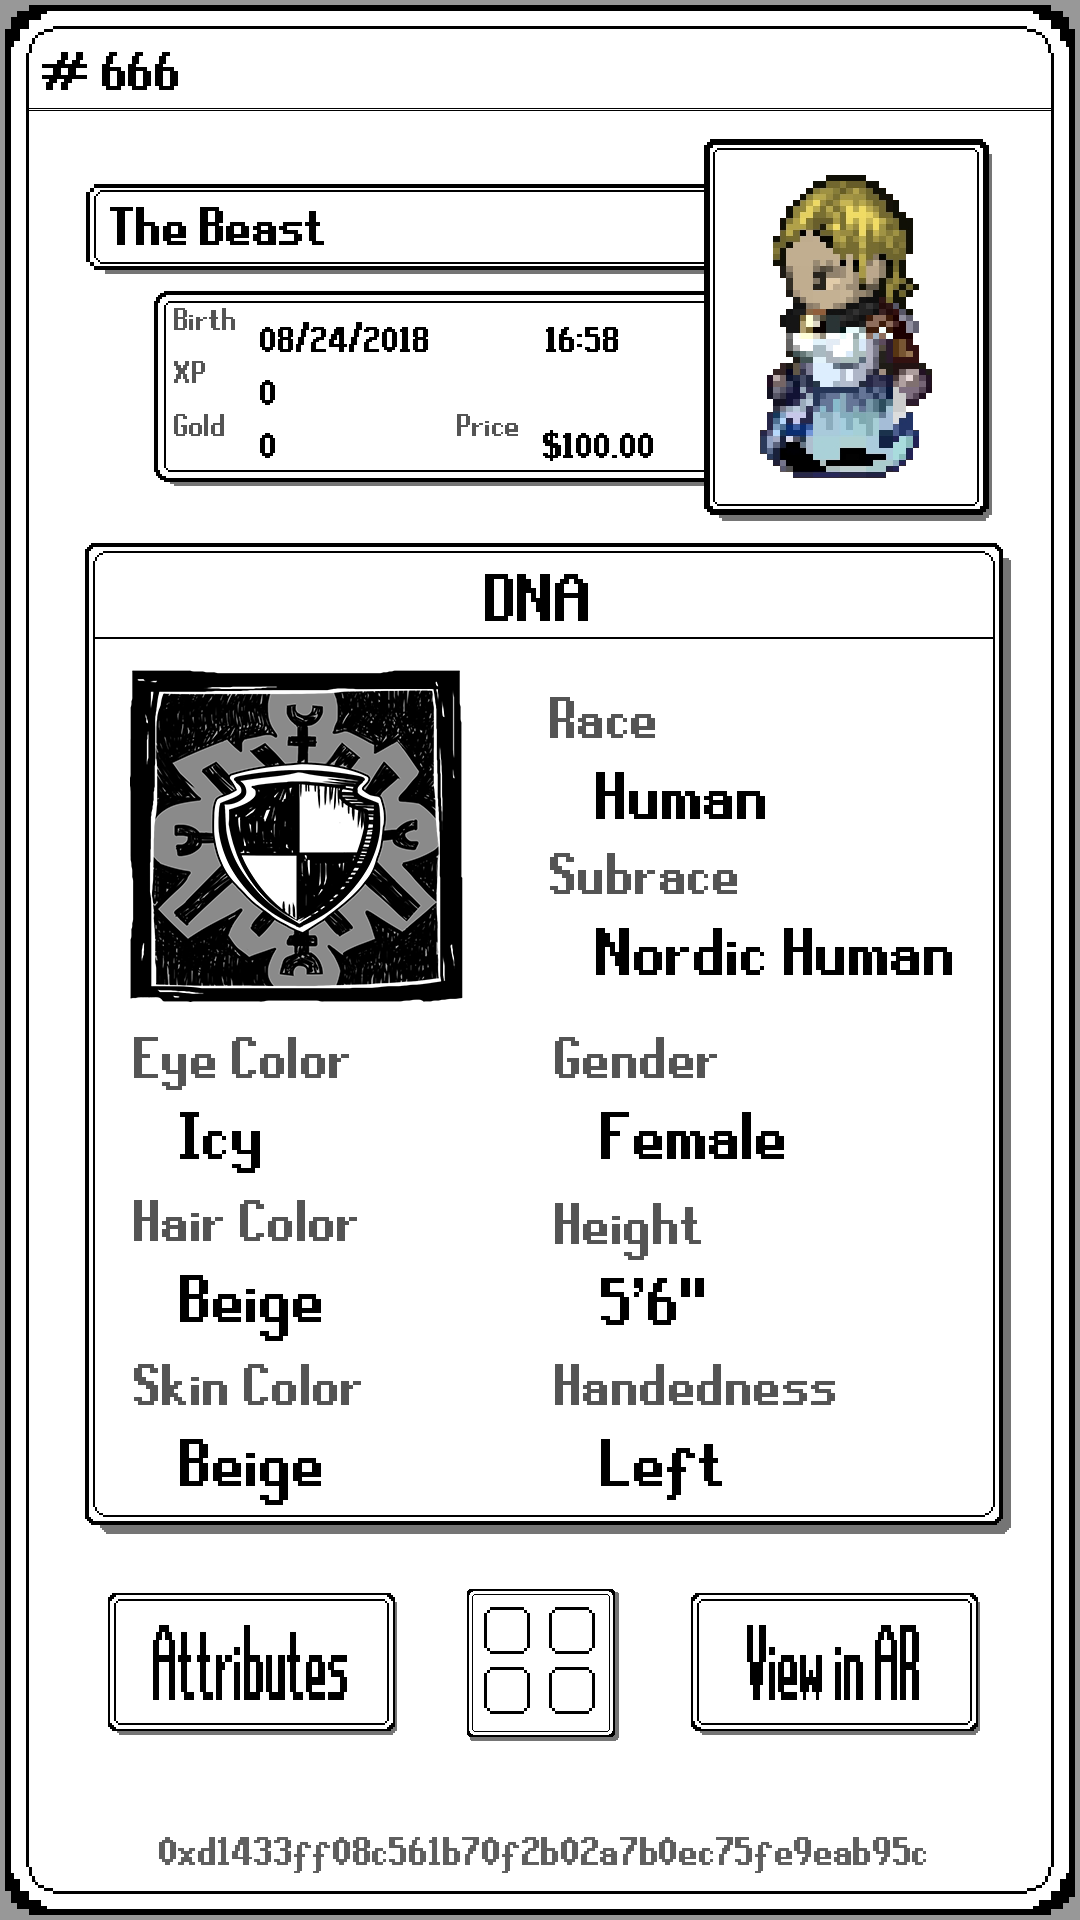 # 666
The Beast
Birth 08/24/2018 16:58
XP 0
Gold 0 Price $100.00
DNA
Race
Human
Subrace
Nordic Human
Eye Color Gender
Icy Female
Hair Color Height
Beige 5'6"
Skin Color Handedness
Beige Left
Attributes View in AR
0xd1433ff08c561b70f2b02a7b0ec75fe9eab95c